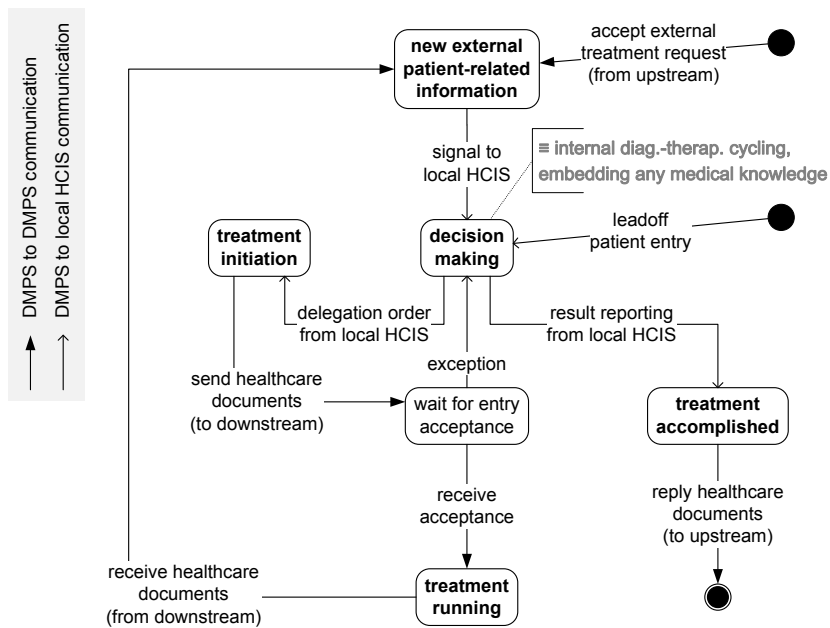 DMPS to DMPS communication
DMPS to local HCIS communication
new external
patient-related
information
accept external
treatment request
(from upstream)
signal to
local HCIS
≡ internal diag.-therap. cycling,
embedding any medical knowledge
treatment
initiation
decision
making
leadoff
patient entry
delegation order
from local HCIS
result reporting
from local HCIS
exception
send healthcare
documents
(to downstream)
wait for entry
acceptance
treatment
accomplished
receive
acceptance
reply healthcare
documents
(to upstream)
receive healthcare
documents
(from downstream)
treatment
running